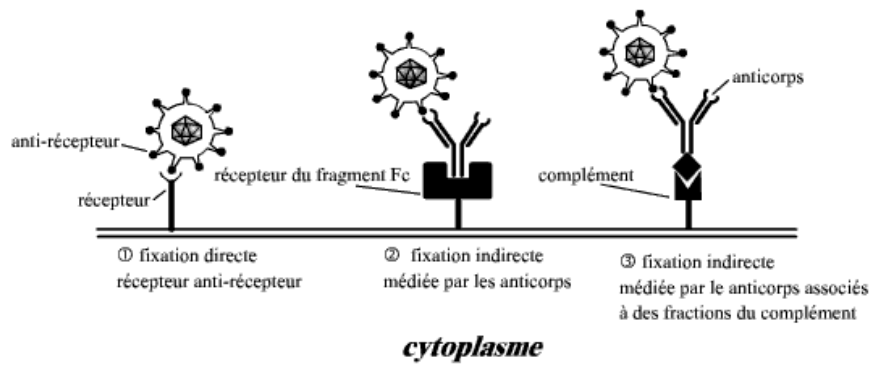 anticorps
anti-récepteur
récepteur du fragment Fc
complément
récepteur
① fixation directe
récepteur anti-récepteur
② fixation indirecte
médiée par les anticorps
③ fixation indirecte
médiée par le anticorps associés
à des fractions du complément
cytoplasme